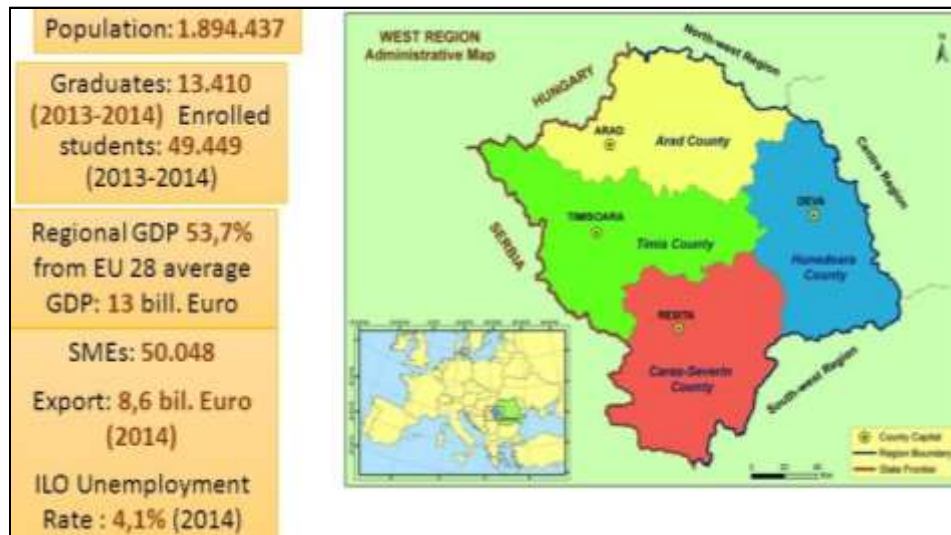 Population: 1.894.437
Graduates: 13.410
(2013-2014) Enrolled
students: 49.449
(2013-2014)
Regional GDP 53,7%
from EU 28 average
GDP: 13 bill. Euro
SMEs: 50.048
Export: 8,6 bil. Euro
(2014)
ILO Unemployment
Rate : 4,1% (2014)
WEST REGION
Administrative Map
North-west Region
N
HUNGARY
ARAD
Arad County
Centre Region
DEVA
TIMISOARA
Timis County
Hunedoara
County
SERBIA
RESITA
Caras-Severin
County
South-west Region
County Capital
Region Boundary
State Frontier
0
Km